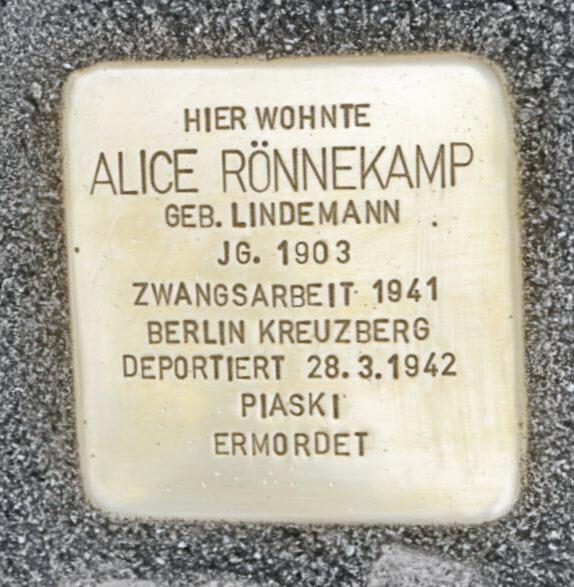 HIER WOHNTE
ALICE RÖNNEKAMP
GEB. LINDEMANN
JG. 1903
ZWANGSARBEIT 1941
BERLIN KREUZBERG
DEPORTIERT 28.3.1942
PIASKI
ERMORDET